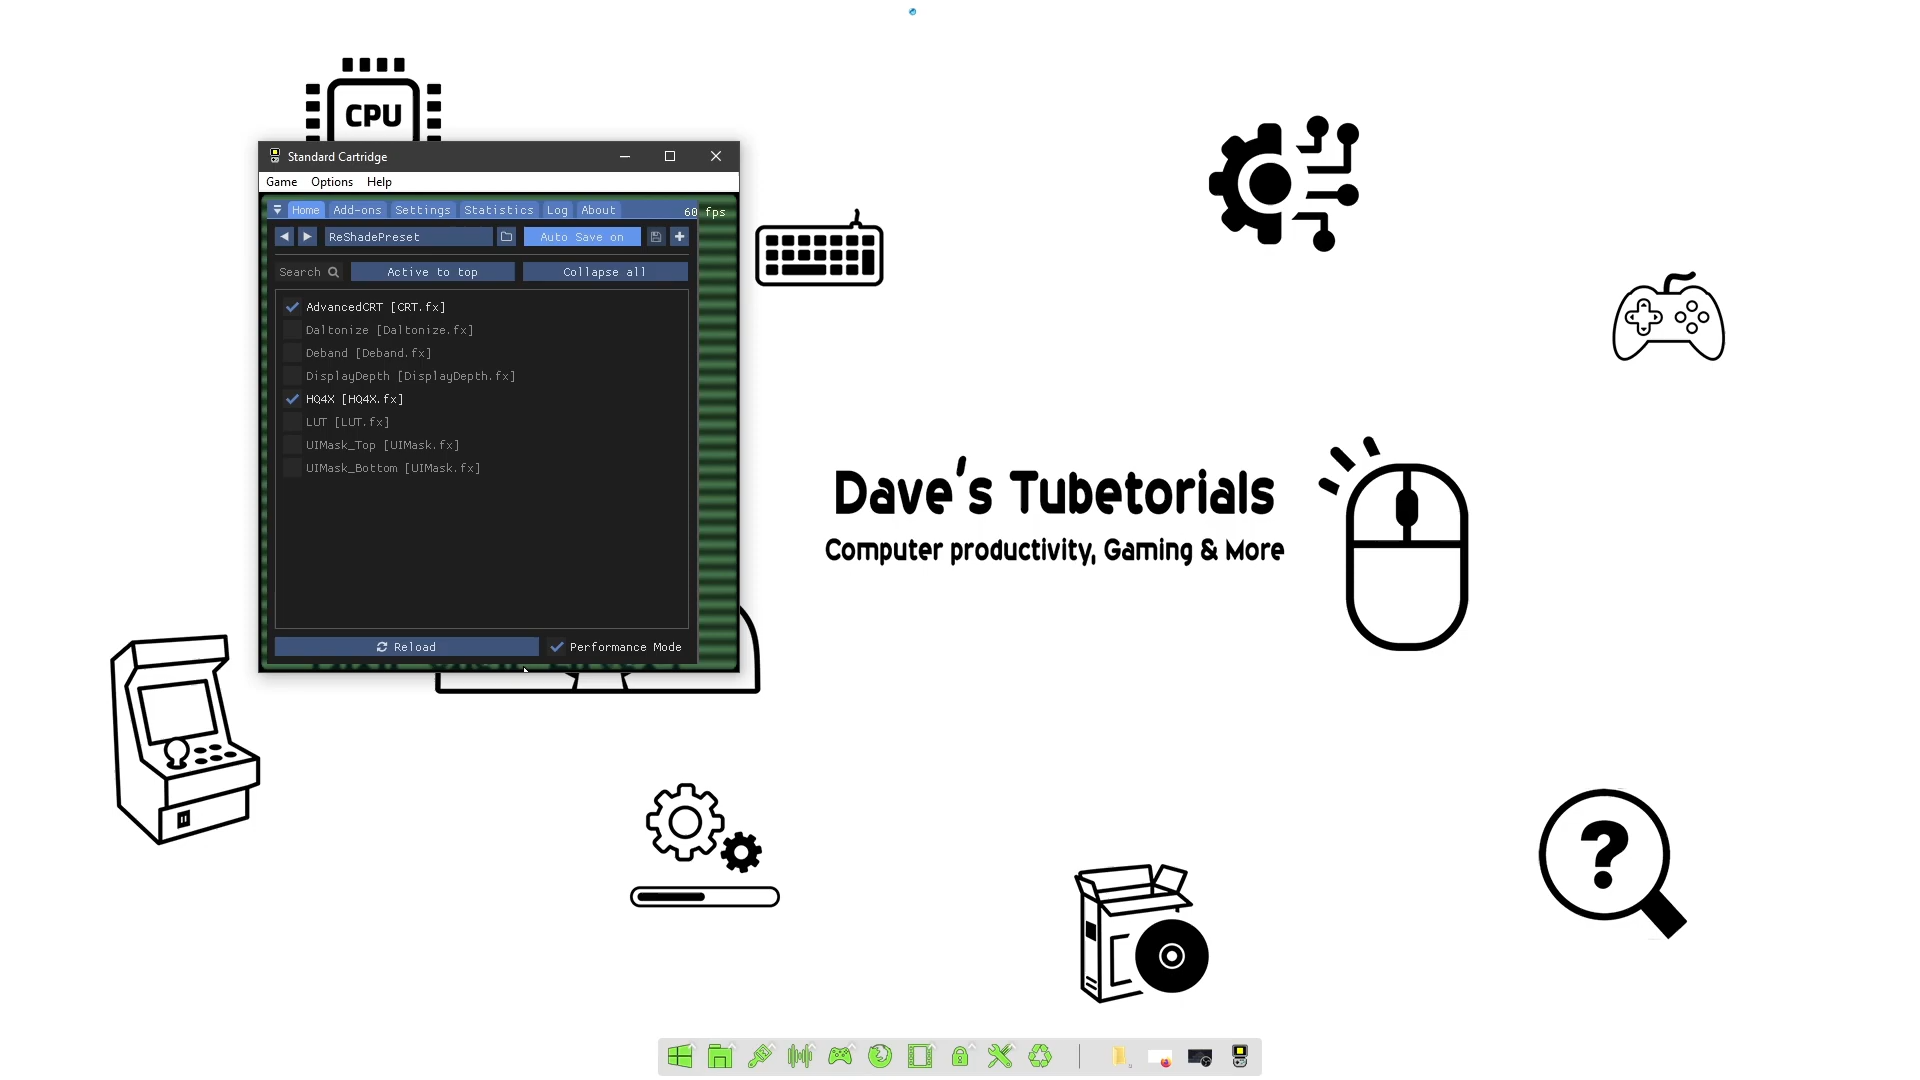 CPU
Standard Cartridge
Game Options Help
Home Add-ons Settings Statistics Log About 60 fps
ReShadePreset Auto Save on
Search Active to top Collapse all
AdvancedCRT [CRT.fx]
Daltonize [Daltonize.fx]
Deband [Deband.fx]
DisplayDepth [DisplayDepth.fx]
HQ4X [HQ4X.fx]
LUT [LUT.fx]
UIMask_Top [UIMask.fx]
UIMask_Bottom [UIMask.fx]
Reload Performance Mode
Dave's Tubetorials
Computer productivity, Gaming & More
?